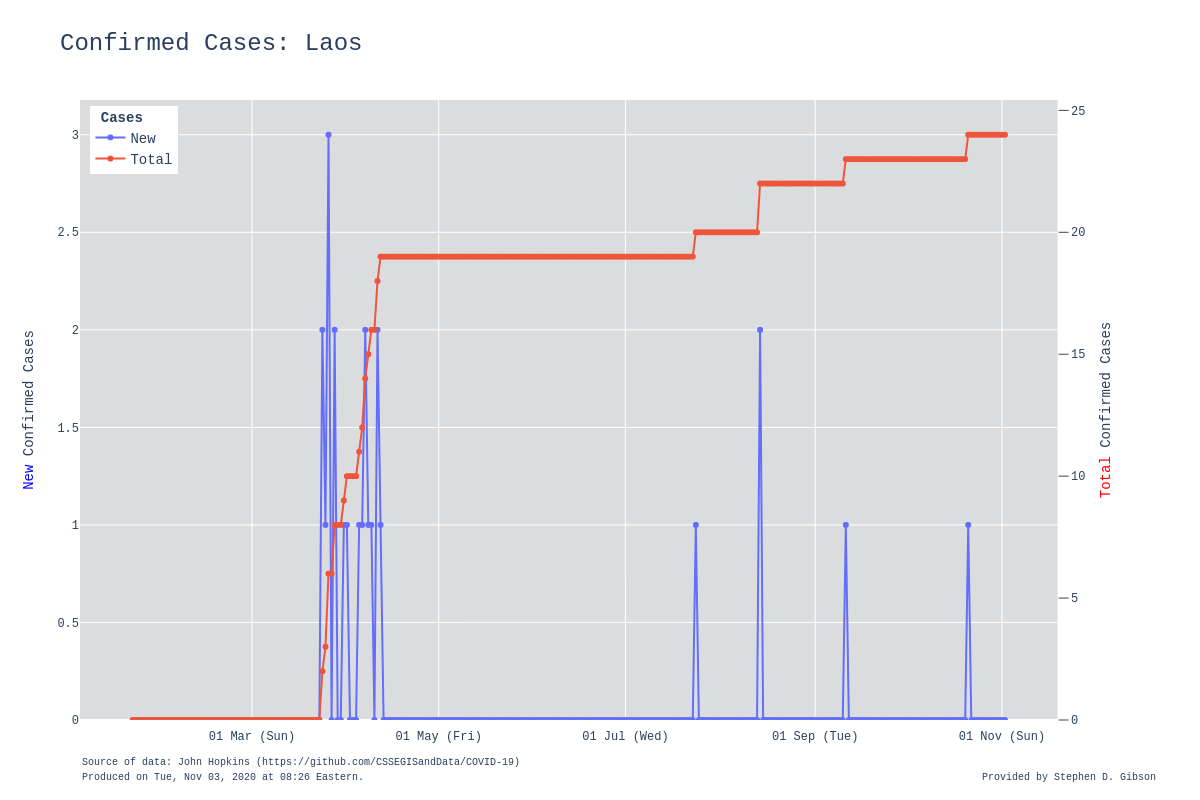 Confirmed Cases: Laos
Cases
New
Total
3
2.5
2
1.5
1
0.5
0
25
20
15
10
5
0
New Confirmed Cases
Total Confirmed Cases
01 Mar (Sun)
01 May (Fri)
01 Jul (Wed)
01 Sep (Tue)
01 Nov (Sun)
Source of data: John Hopkins (https://github.com/CSSEGISandData/COVID-19)
Produced on Tue, Nov 03, 2020 at 08:26 Eastern.
Provided by Stephen D. Gibson